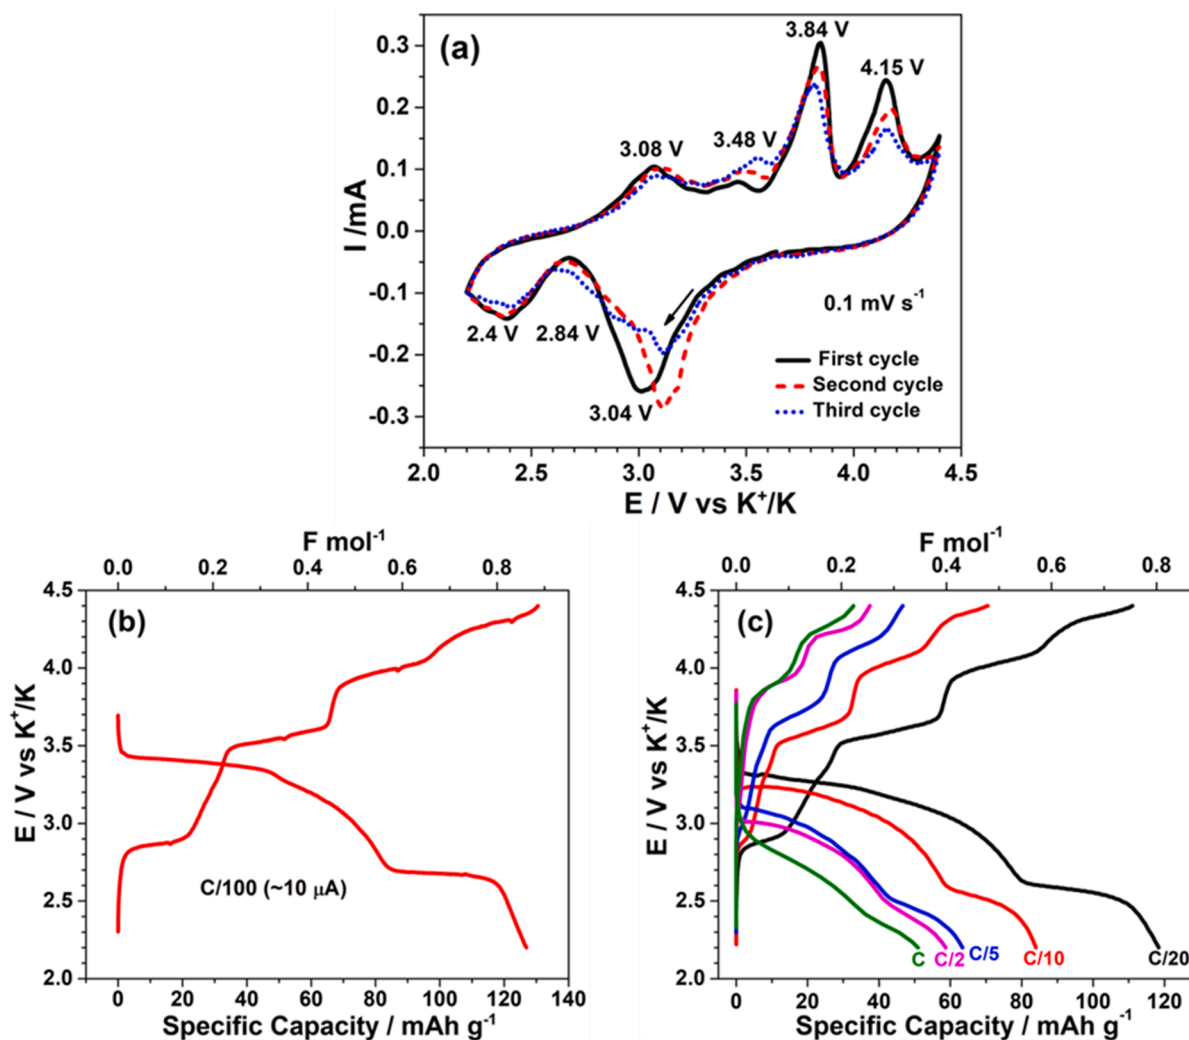 (a)
3.84 V
4.15 V
3.08 V
3.48 V
2.4 V
2.84 V
3.04 V
0.1 mV s⁻¹
First cycle
Second cycle
Third cycle
I /mA
0.3
0.2
0.1
0.0
-0.1
-0.2
-0.3
2.0 2.5 3.0 3.5 4.0 4.5
E / V vs K⁺/K
F mol⁻¹
0.0 0.2 0.4 0.6 0.8
(b)
E / V vs K⁺/K
4.5
4.0
3.5
3.0
2.5
2.0
C/100 (~10 µA)
0 20 40 60 80 100 120 140
Specific Capacity / mAh g⁻¹
F mol⁻¹
0.0 0.2 0.4 0.6 0.8
(c)
E / V vs K⁺/K
4.5
4.0
3.5
3.0
2.5
2.0
C C/2 C/5 C/10 C/20
0 20 40 60 80 100 120
Specific Capacity / mAh g⁻¹